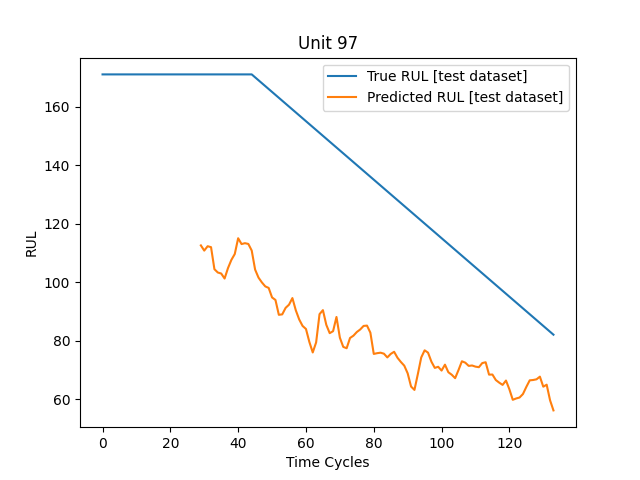 Unit 97
True RUL [test dataset]
Predicted RUL [test dataset]
RUL
160
140
120
100
80
60
0 20 40 60 80 100 120
Time Cycles